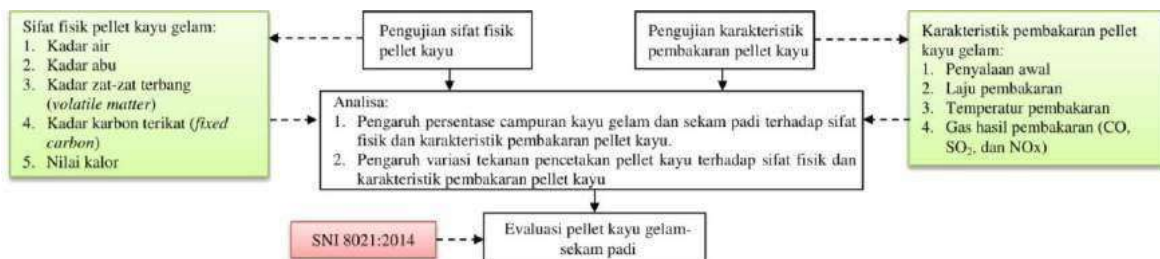 Sifat fisik pellet kayu gelam:
1. Kadar air
2. Kadar abu
3. Kadar zat-zat terbang
(volatile matter)
4. Kadar karbon terikat (fixed
carbon)
5. Nilai kalor
Pengujian sifat fisik
pellet kayu
Pengujian karakteristik
pembakaran pellet kayu
Karakteristik pembakaran pellet
kayu gelam:
1. Penyalaan awal
2. Laju pembakaran
3. Temperatur pembakaran
4. Gas hasil pembakaran (CO,
SO₂, dan NOx)
Analisa:
1. Pengaruh persentase campuran kayu gelam dan sekam padi terhadap sifat
fisik dan karakteristik pembakaran pellet kayu.
2. Pengaruh variasi tekanan pencetakan pellet kayu terhadap sifat fisik dan
karakteristik pembakaran pellet kayu
SNI 8021:2014
Evaluasi pellet kayu gelam-
sekam padi